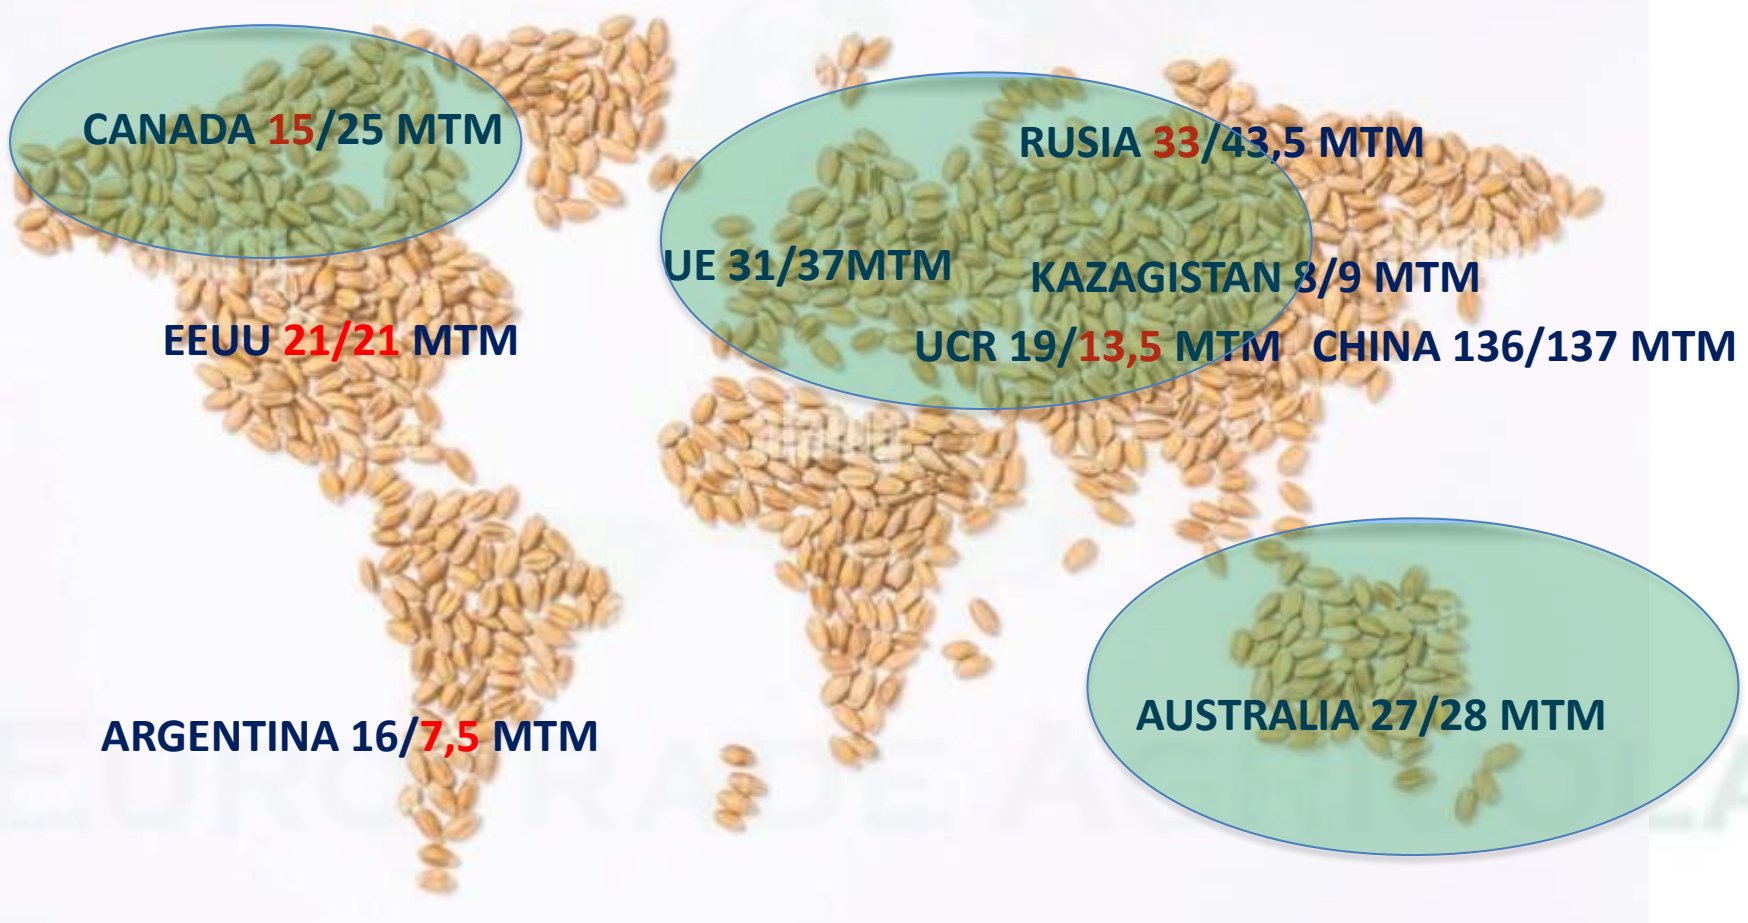 CANADA 15/25 MTM
RUSIA 33/43,5 MTM
UE 31/37MTM
KAZAGISTAN 8/9 MTM
EEUU 21/21 MTM
UCR 19/13,5 MTM
CHINA 136/137 MTM
AUSTRALIA 27/28 MTM
ARGENTINA 16/7,5 MTM
EUROTRADE AGRICOLA